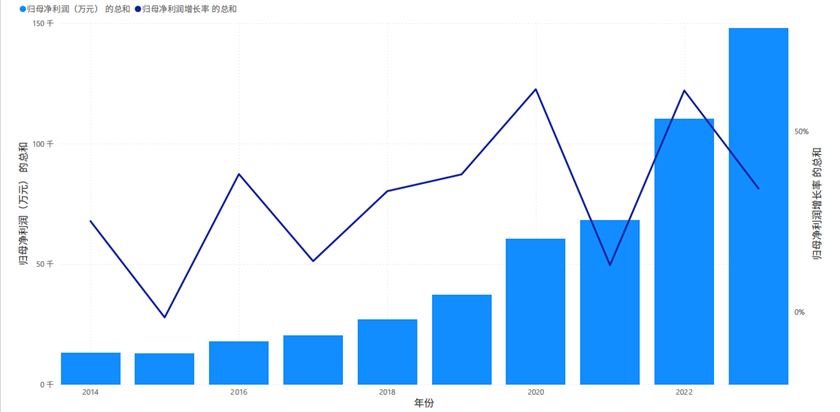 归母净利润（万元） 的总和 归母净利润增长率 的总和
150 千
100 千
50 千
0 千
归母净利润（万元） 的总和
50%
0%
归母净利润增长率 的总和
2014
2016
2018
2020
2022
年份